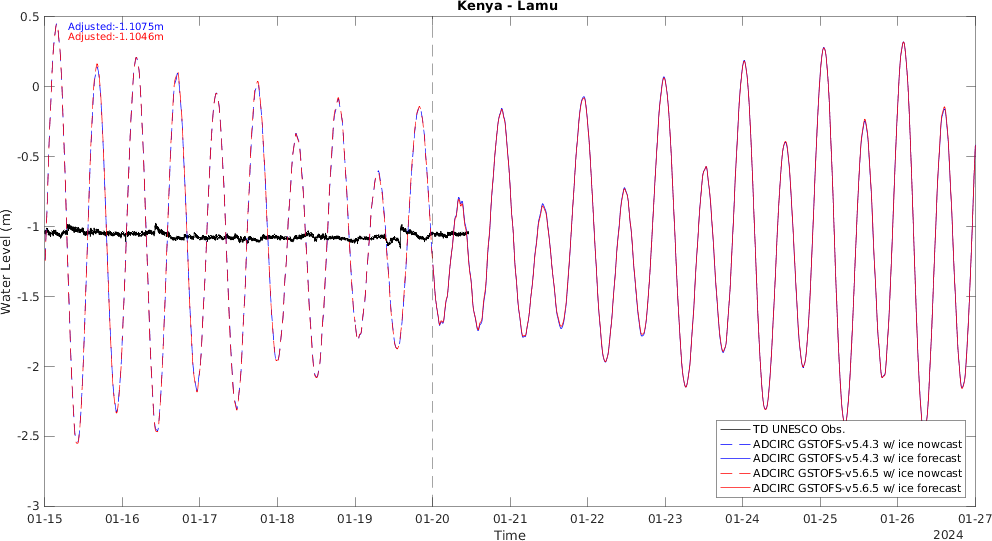 Kenya - Lamu
Adjusted:-1.1075m
Adjusted:-1.1046m
0.5
0
-0.5
-1
-1.5
-2
-2.5
-3
Water Level (m)
TD UNESCO Obs.
ADCIRC GSTOFS-v5.4.3 w/ ice nowcast
ADCIRC GSTOFS-v5.4.3 w/ ice forecast
ADCIRC GSTOFS-v5.6.5 w/ ice nowcast
ADCIRC GSTOFS-v5.6.5 w/ ice forecast
01-15 01-16 01-17 01-18 01-19 01-20 01-21 01-22 01-23 01-24 01-25 01-26 01-27
Time
2024